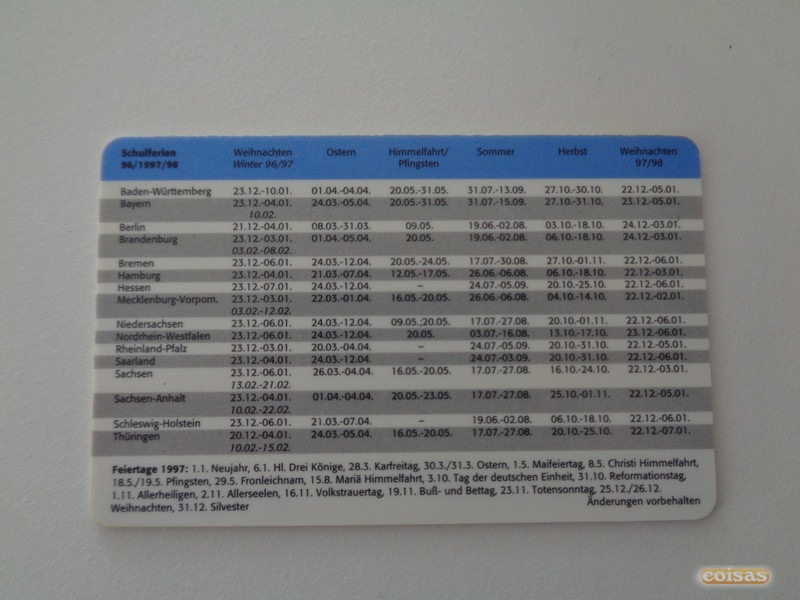 Schulferien Weihnachten Ostern Himmelfahrt/ Sommer Herbst Weihnachten
96/1997/98 Winter 96/97 Pfingsten 97/98
Baden-Württemberg 23.12.-10.01. 01.04.-04.04. 20.05.-31.05. 31.07.-13.09. 27.10.-30.10. 22.12.-05.01.
Bayern 23.12.-04.01. 24.03.-05.04. 20.05.-31.05. 31.07.-15.09. 27.10.-31.10. 23.12.-05.01.
10.02.
Berlin 21.12.-04.01. 08.03.-31.03. 09.05. 19.06.-02.08. 03.10.-18.10. 24.12.-03.01.
Brandenburg 23.12.-03.01. 01.04.-05.04. 20.05. 19.06.-02.08. 06.10.-18.10. 24.12.-03.01.
03.02.-08.02.
Bremen 23.12.-06.01. 24.03.-12.04. 20.05.-24.05. 17.07.-30.08. 27.10.-01.11. 22.12.-06.01.
Hamburg 23.12.-04.01. 21.03.-07.04. 12.05.-17.05. 26.06.-06.08. 06.10.-18.10. 22.12.-03.01.
Hessen 23.12.-07.01. 24.03.-12.04. – 24.07.-05.09. 20.10.-25.10. 22.12.-06.01.
Mecklenburg-Vorpom. 23.12.-03.01. 22.03.-01.04. 16.05.-20.05. 26.06.-06.08. 04.10.-14.10. 22.12.-02.01.
03.02.-12.02.
Niedersachsen 23.12.-06.01. 24.03.-12.04. 09.05.;20.05. 17.07.-27.08. 20.10.-01.11. 22.12.-06.01.
Nordrhein-Westfalen 23.12.-06.01. 24.03.-12.04. 20.05. 03.07.-16.08. 13.10.-17.10. 23.12.-06.01.
Rheinland-Pfalz 23.12.-03.01. 20.03.-04.04. – 24.07.-05.09. 20.10.-31.10. 22.12.-05.01.
Saarland 23.12.-04.01. 24.03.-12.04. – 24.07.-03.09. 20.10.-31.10. 22.12.-06.01.
Sachsen 23.12.-06.01. 26.03.-04.04. 16.05.-20.05. 17.07.-27.08. 16.10.-24.10. 22.12.-03.01.
13.02.-21.02.
Sachsen-Anhalt 23.12.-04.01. 01.04.-04.04. 20.05.-23.05. 17.07.-27.08. 25.10.-01.11. 22.12.-05.01.
10.02.-22.02.
Schleswig-Holstein 23.12.-06.01. 21.03.-07.04. – 19.06.-02.08. 06.10.-18.10. 22.12.-06.01.
Thüringen 20.12.-04.01. 24.03.-05.04. 16.05.-20.05. 17.07.-27.08. 20.10.-25.10. 22.12.-07.01.
10.02.-15.02.
Feiertage 1997: 1.1. Neujahr, 6.1. Hl. Drei Könige, 28.3. Karfreitag, 30.3./31.3. Ostern, 1.5. Maifeiertag, 8.5. Christi Himmelfahrt,
18.5./19.5. Pfingsten, 29.5. Fronleichnam, 15.8. Mariä Himmelfahrt, 3.10. Tag der deutschen Einheit, 31.10. Reformationstag,
1.11. Allerheiligen, 2.11. Allerseelen, 16.11. Volkstrauertag, 19.11. Buß- und Bettag, 23.11. Totensonntag, 25.12./26.12.
Weihnachten, 31.12. Silvester Änderungen vorbehalten
coisas